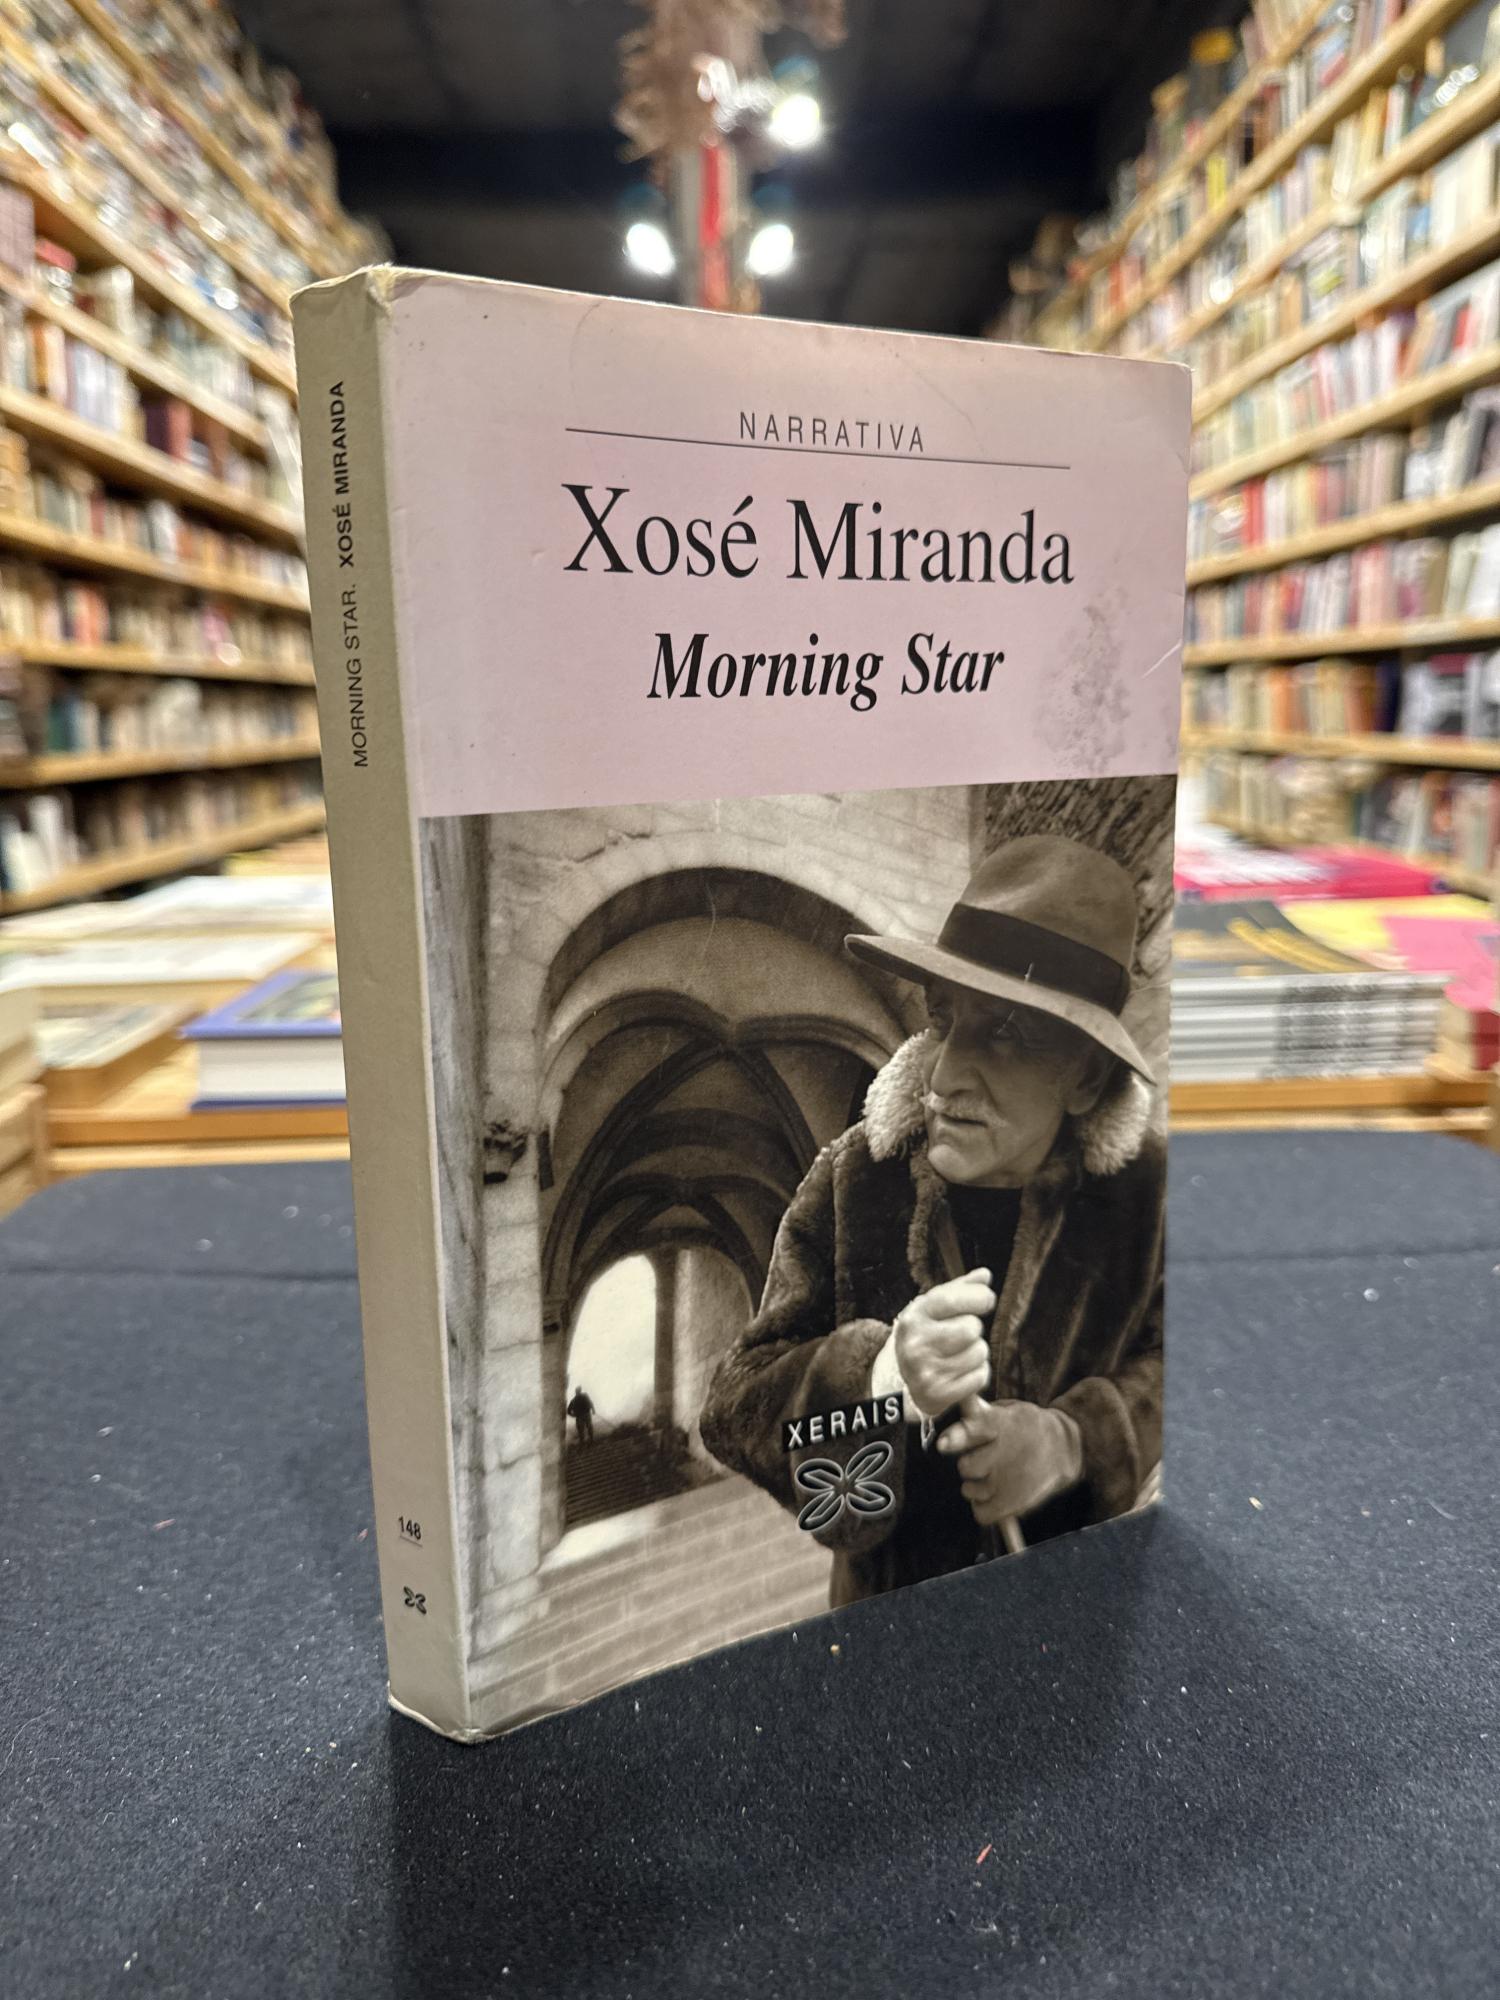 MORNING STAR. XOSÉ MIRANDA
148
NARRATIVA
Xosé Miranda
Morning Star
XERAIS